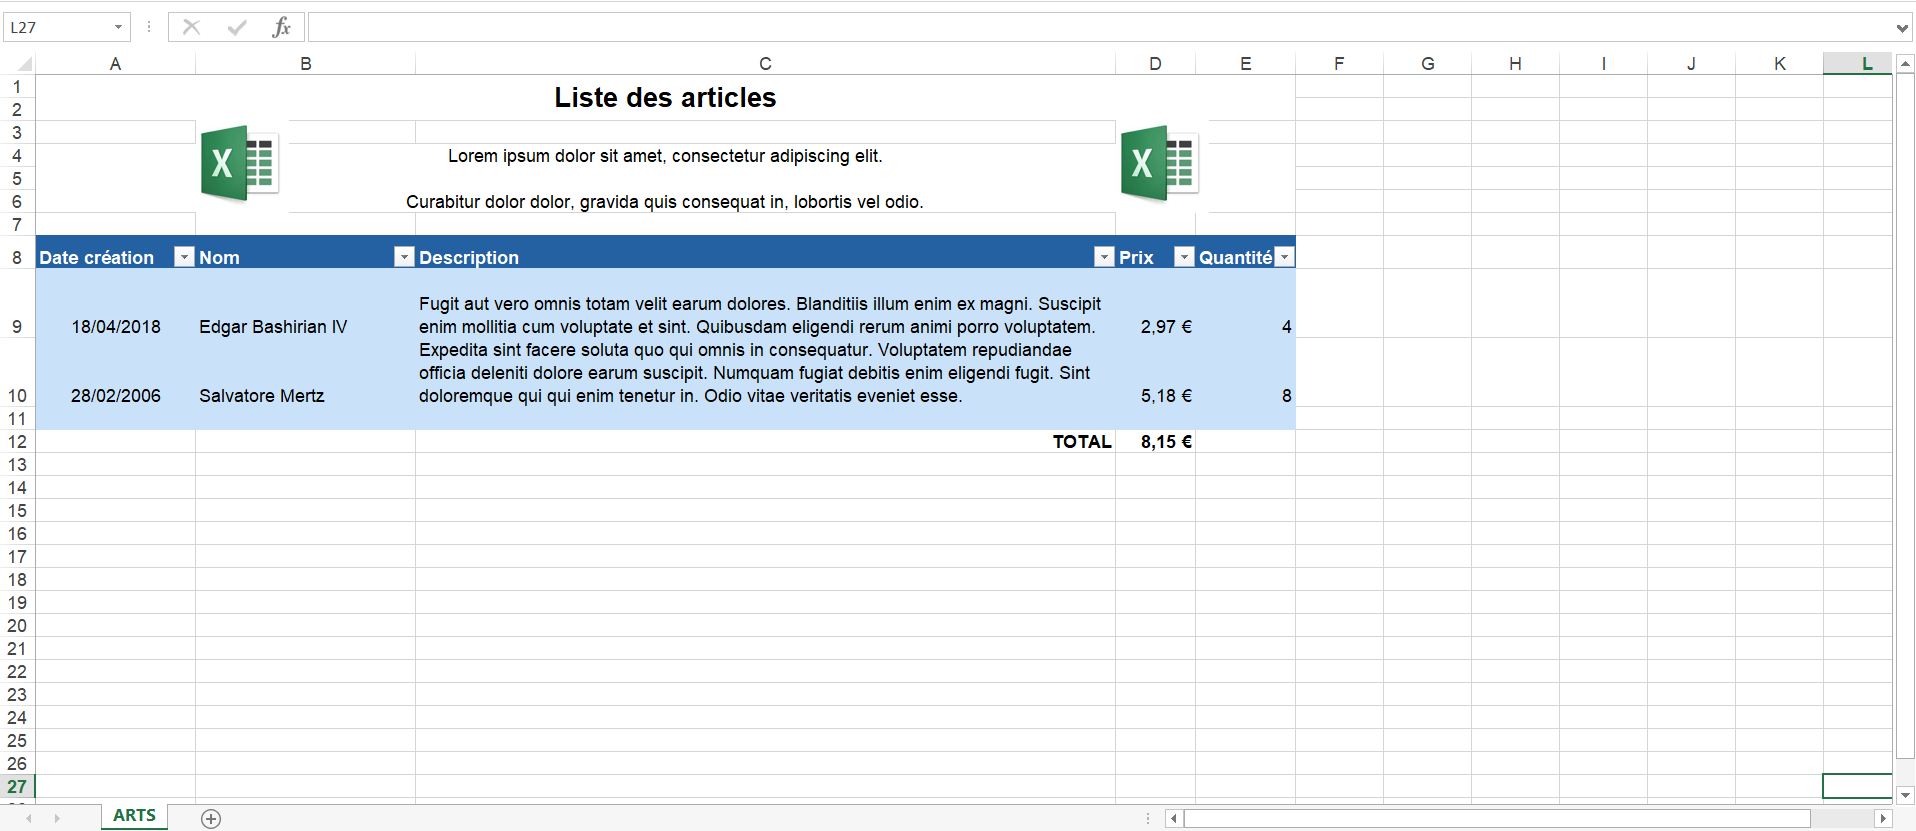 L27
fx
A B C D E F G H I J K L
1
Liste des articles
2
3
X X
4 Lorem ipsum dolor sit amet, consectetur adipiscing elit.
5
6 Curabitur dolor dolor, gravida quis consequat in, lobortis vel odio.
7
8 Date création Nom Description Prix Quantité
Fugit aut vero omnis totam velit earum dolores. Blanditiis illum enim ex magni. Suscipit
9 18/04/2018 Edgar Bashirian IV enim mollitia cum voluptate et sint. Quibusdam eligendi rerum animi porro voluptatem. 2,97 € 4
Expedita sint facere soluta quo qui omnis in consequatur. Voluptatem repudiandae
officia deleniti dolore earum suscipit. Numquam fugiat debitis enim eligendi fugit. Sint
10 28/02/2006 Salvatore Mertz doloremque qui qui enim tenetur in. Odio vitae veritatis eveniet esse. 5,18 € 8
11
12 TOTAL 8,15 €
13
14
15
16
17
18
19
20
21
22
23
24
25
26
27
ARTS